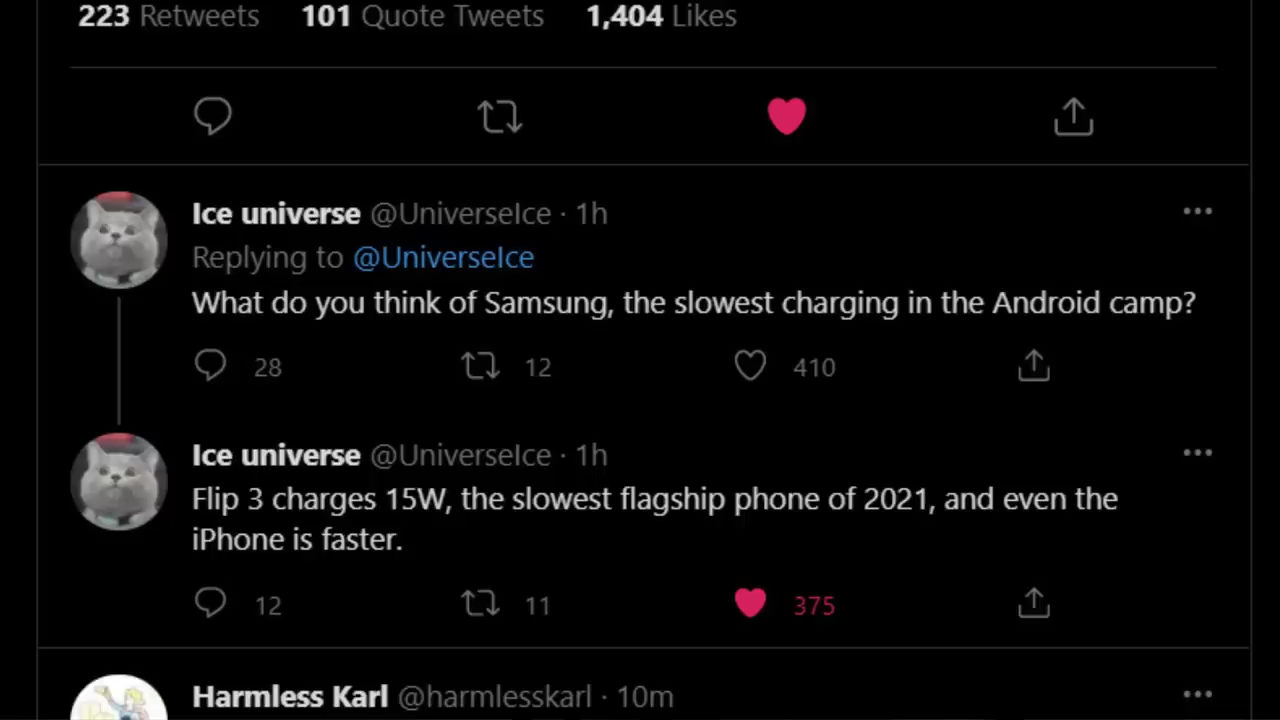 223 Retweets 101 Quote Tweets 1,404 Likes
Ice universe @UniverseIce · 1h
Replying to @UniverseIce
What do you think of Samsung, the slowest charging in the Android camp?
28 12 410
Ice universe @UniverseIce · 1h
Flip 3 charges 15W, the slowest flagship phone of 2021, and even the
iPhone is faster.
12 11 375
Harmless Karl @harmlesskarl · 10m